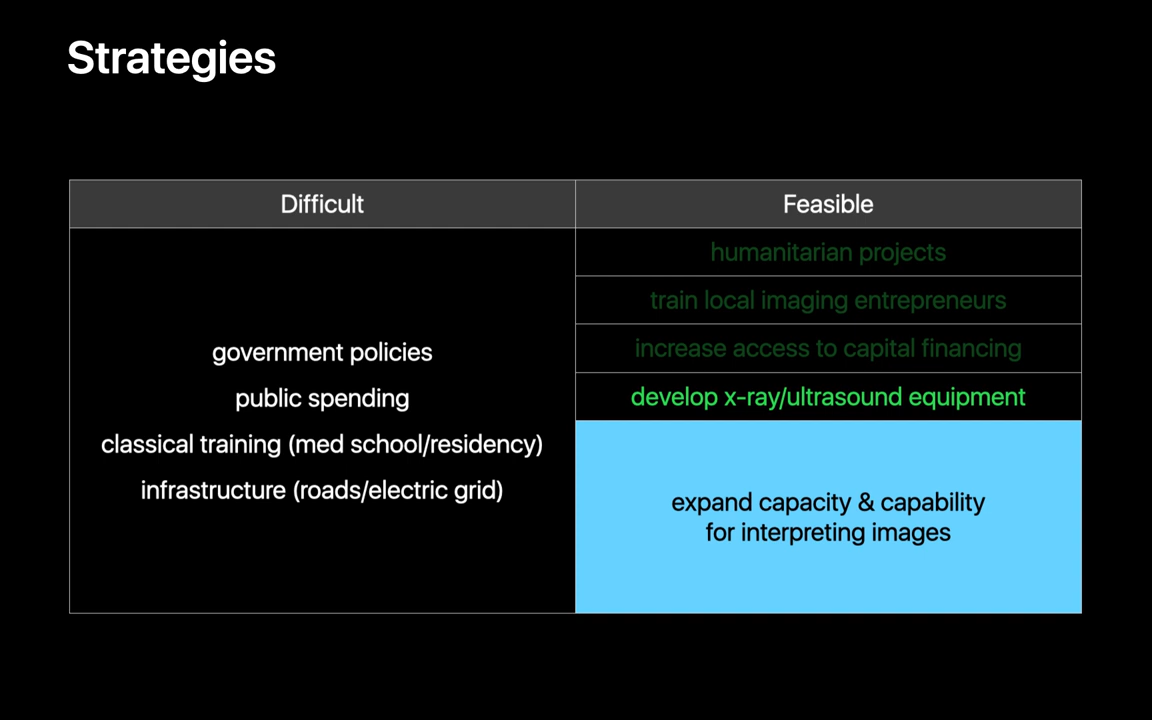 Strategies
Difficult
Feasible
government policies
public spending
classical training (med school/residency)
infrastructure (roads/electric grid)
humanitarian projects
train local imaging entrepreneurs
increase access to capital financing
develop x-ray/ultrasound equipment
expand capacity & capability
for interpreting images